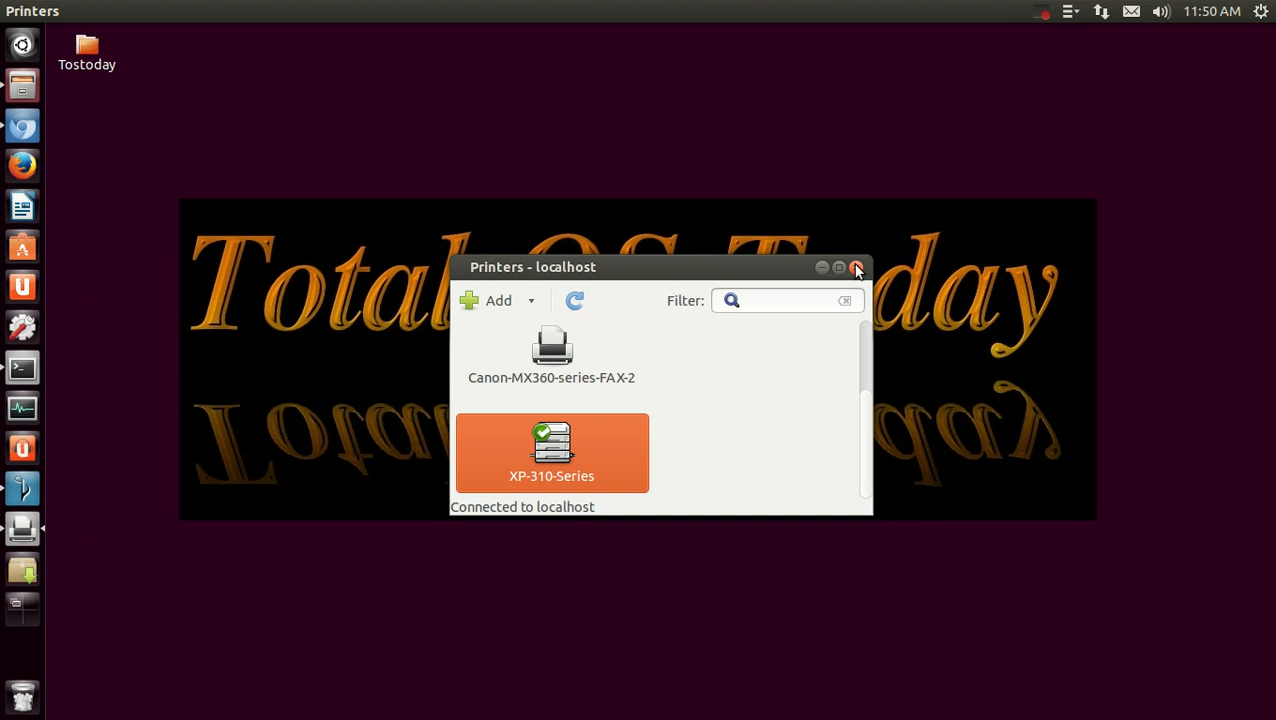 Printers
11:50 AM
Tostoday
Total OS Today
Printers - localhost
Add
Filter:
Canon-MX360-series-FAX-2
XP-310-Series
Connected to localhost